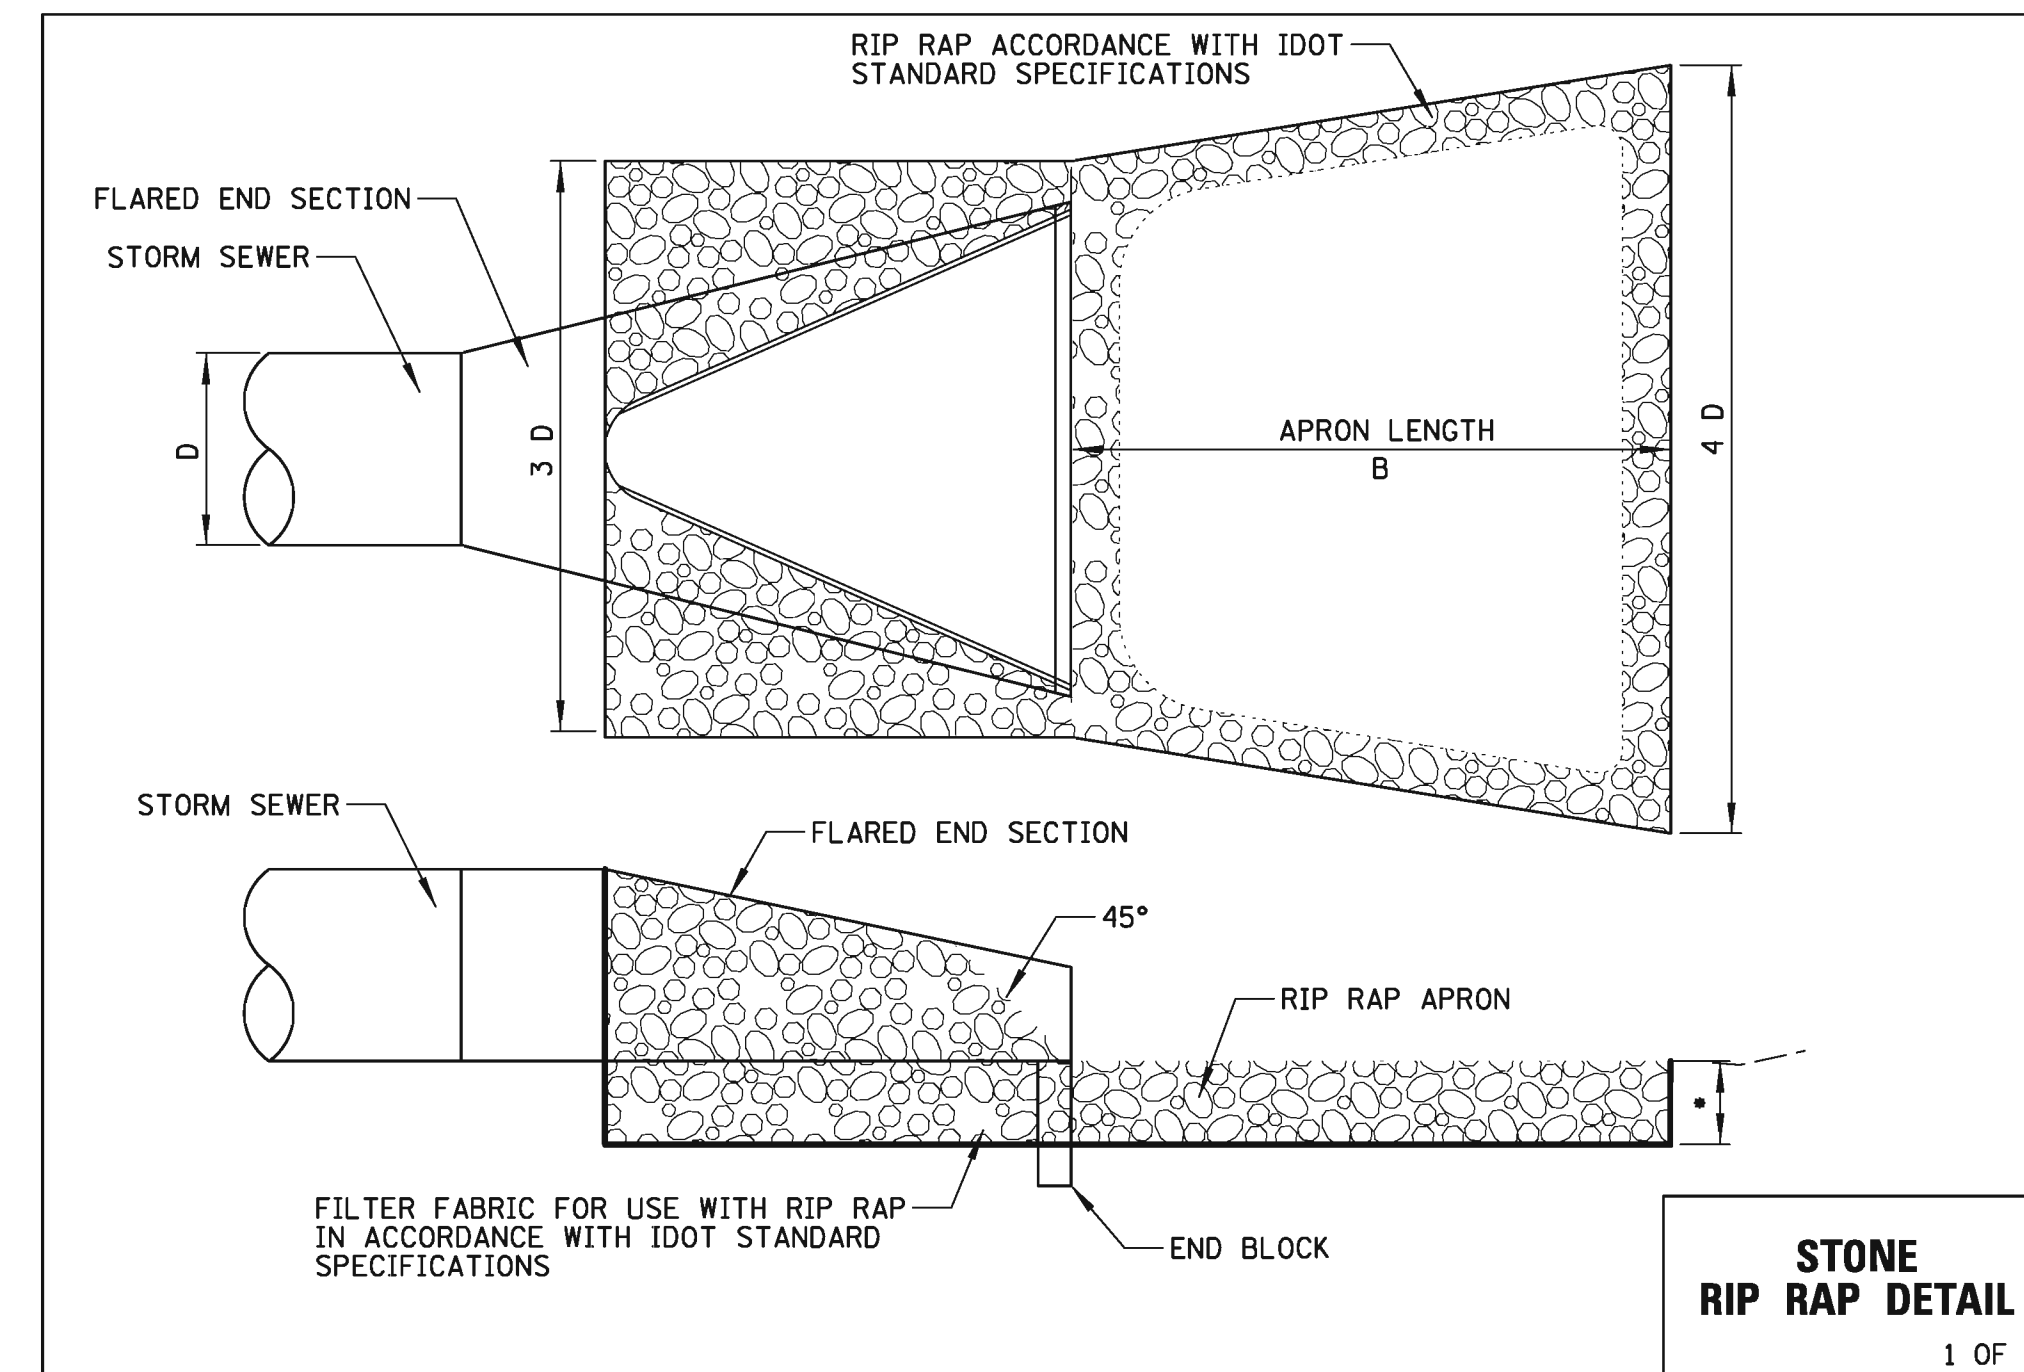 RIP RAP ACCORDANCE WITH IDOT
STANDARD SPECIFICATIONS
FLARED END SECTION
STORM SEWER
D
3 D
APRON LENGTH
B
4 D
STORM SEWER
FLARED END SECTION
45°
RIP RAP APRON
*
FILTER FABRIC FOR USE WITH RIP RAP
IN ACCORDANCE WITH IDOT STANDARD
SPECIFICATIONS
END BLOCK
STONE
RIP RAP DETAIL
1 OF